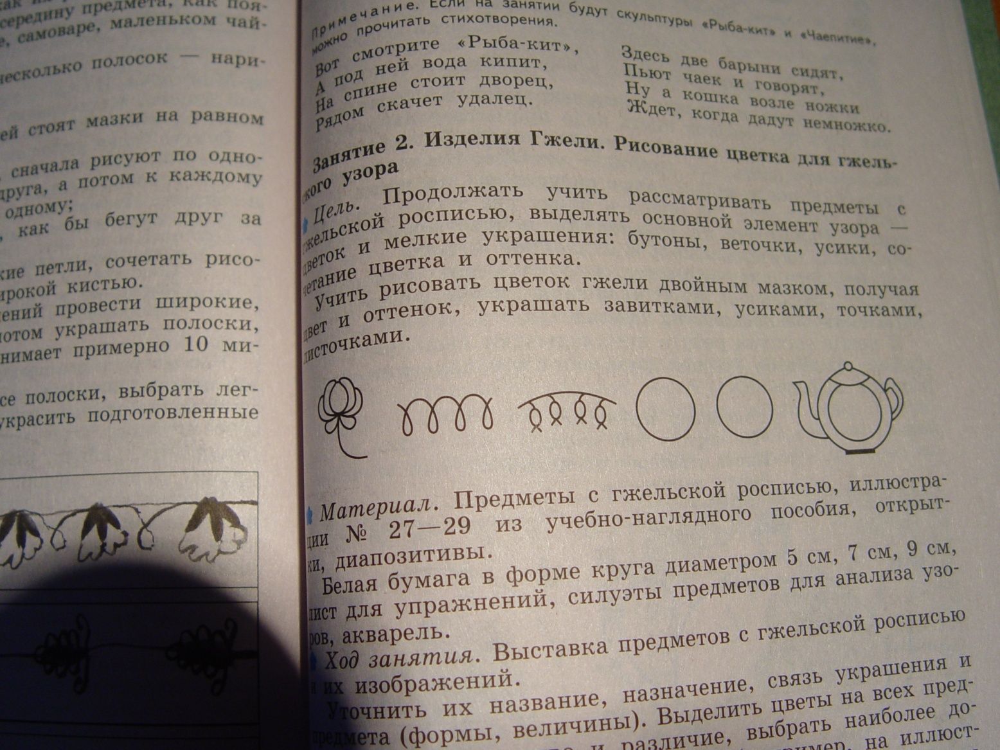 середину предмета, как поя-
самоваре, маленьком чай-
несколько полосок — нари-
ей стоят мазки на равном
сначала рисуют по одно-
друга, а потом к каждому
одному;
как бы бегут друг за
петли, сочетать рисо-
широкой кистью.
провести широкие,
потом украшать полоски,
примерно 10 ми-
полоски, выбрать лег-
украсить подготовленные
Примечание. Если на занятии будут скульптуры «Рыба-кит» и «Чаепитие»,
можно прочитать стихотворения.
Вот смотрите «Рыба-кит»,
А под ней вода кипит,
На спине стоит дворец,
Рядом скачет удалец.
Здесь две барыни сидят,
Пьют чаек и говорят,
Ну а кошка возле ножки
Ждет, когда дадут немножко.
Занятие 2. Изделия Гжели. Рисование цветка для гжель-
ского узора
Цель. Продолжать учить рассматривать предметы с
гжельской росписью, выделять основной элемент узора —
цветок и мелкие украшения: бутоны, веточки, усики, со-
четание цветка и оттенка.
Учить рисовать цветок гжели двойным мазком, получая
цвет и оттенок, украшать завитками, усиками, точками,
листочками.
Материал. Предметы с гжельской росписью, иллюстра-
ции № 27—29 из учебно-наглядного пособия, открыт-
ки, диапозитивы.
Белая бумага в форме круга диаметром 5 см, 7 см, 9 см,
лист для упражнений, силуэты предметов для анализа узо-
ров, акварель.
Ход занятия. Выставка предметов с гжельской росписью
и их изображений.
Уточнить их название, назначение, связь украшения и
предмета (формы, величины). Выделить цветы на всех пред-
и различие, выбрать наиболее до-
на иллюст-